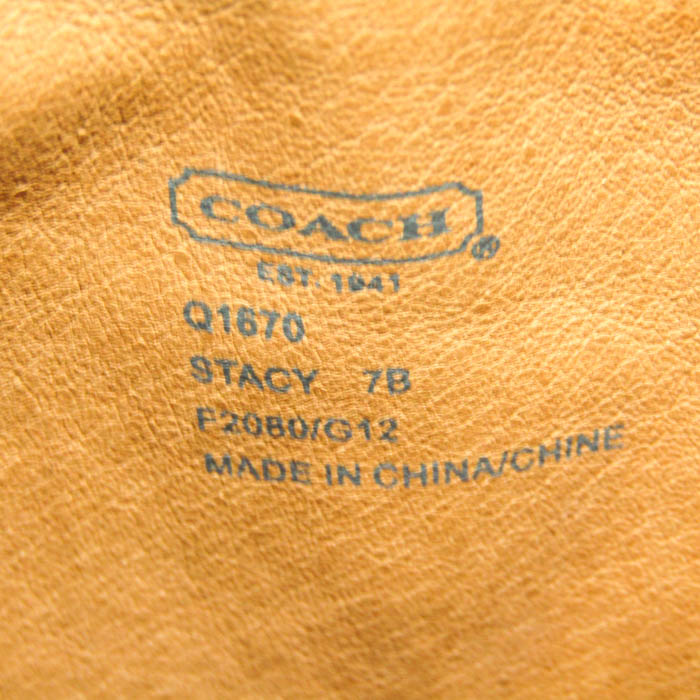 COACH®
EST. 1941
Q1670
STACY 7B
F2080/G12
MADE IN CHINA/CHINE